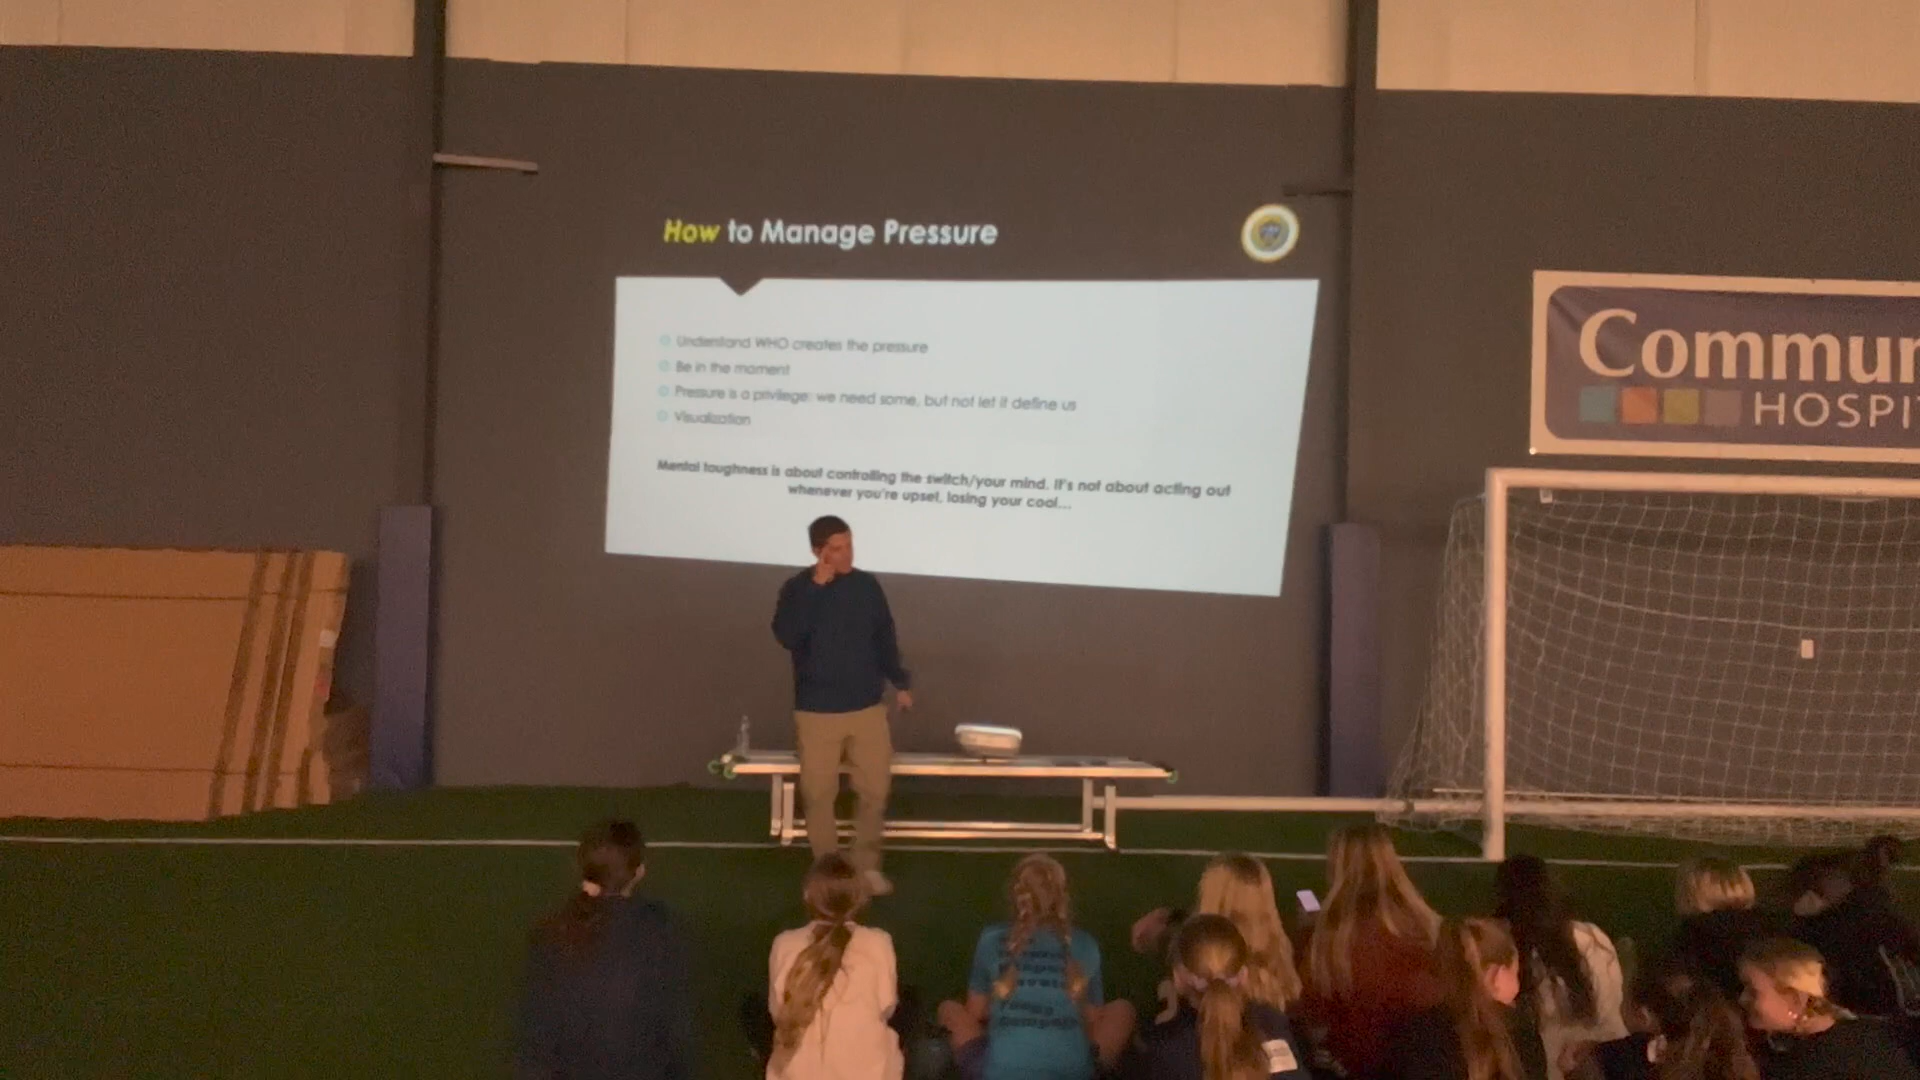 How to Manage Pressure
Understand WHO creates the pressure
Be in the moment
Pressure is a privilege: we need some, but not let it define us
Visualization
Mental toughness is about controlling the switch/your mind. It's not about acting out
whenever you're upset, losing your cool...
Commun
HOSPIT